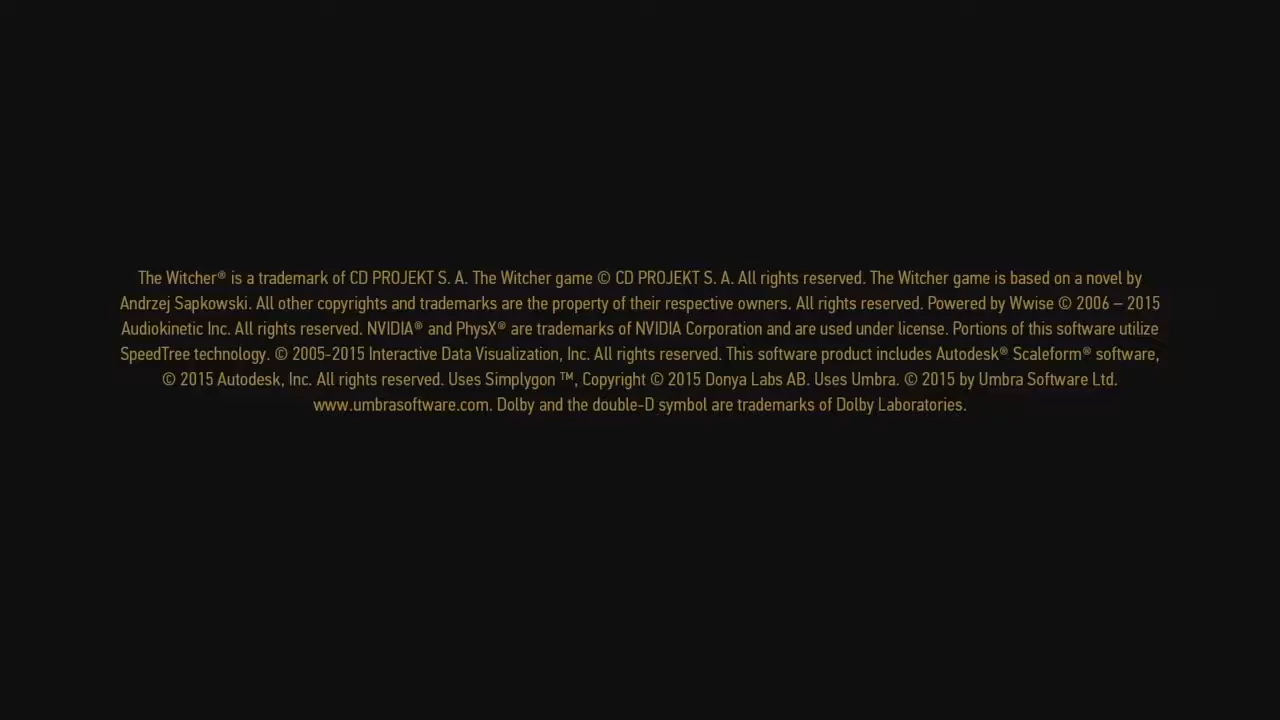 The Witcher® is a trademark of CD PROJEKT S. A. The Witcher game © CD PROJEKT S. A. All rights reserved. The Witcher game is based on a novel by
Andrzej Sapkowski. All other copyrights and trademarks are the property of their respective owners. All rights reserved. Powered by Wwise © 2006 – 2015
Audiokinetic Inc. All rights reserved. NVIDIA® and PhysX® are trademarks of NVIDIA Corporation and are used under license. Portions of this software utilize
SpeedTree technology. © 2005-2015 Interactive Data Visualization, Inc. All rights reserved. This software product includes Autodesk® Scaleform® software,
© 2015 Autodesk, Inc. All rights reserved. Uses Simplygon ™, Copyright © 2015 Donya Labs AB. Uses Umbra. © 2015 by Umbra Software Ltd.
www.umbrasoftware.com. Dolby and the double-D symbol are trademarks of Dolby Laboratories.